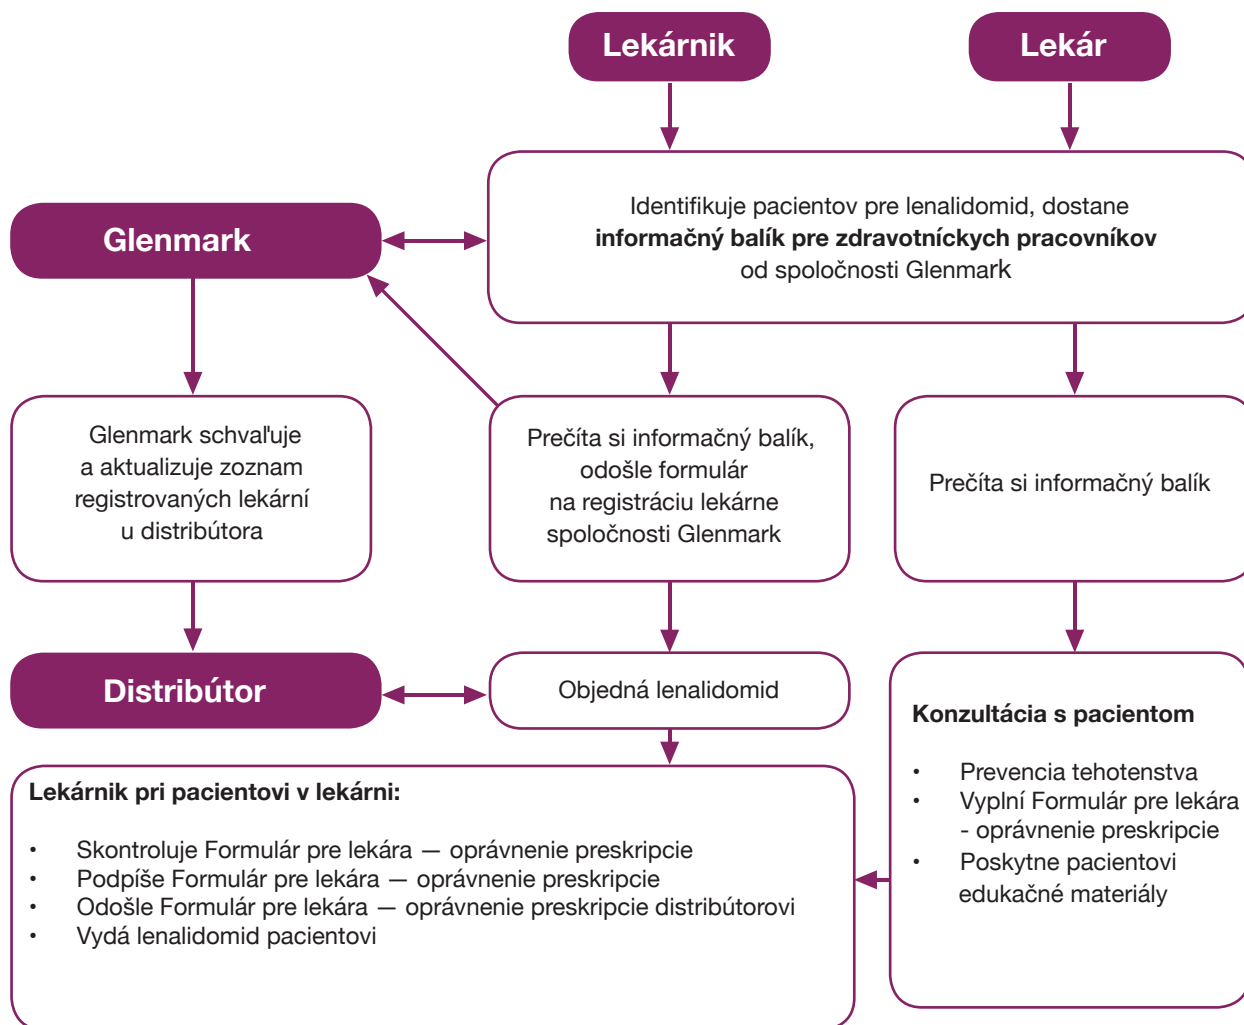 Lekárnik
Lekár
Identifikuje pacientov pre lenalidomid, dostane
informačný balík pre zdravotníckych pracovníkov
od spoločnosti Glenmark
Glenmark
Glenmark schvaľuje
a aktualizuje zoznam
registrovaných lekární
u distribútora
Prečíta si informačný balík,
odošle formulár
na registráciu lekárne
spoločnosti Glenmark
Prečíta si informačný balík
Distribútor
Objedná lenalidomid
Konzultácia s pacientom
• Prevencia tehotenstva
• Vyplní Formulár pre lekára
- oprávnenie preskripcie
• Poskytne pacientovi
edukačné materiály
Lekárnik pri pacientovi v lekárni:
• Skontroluje Formulár pre lekára — oprávnenie preskripcie
• Podpíše Formulár pre lekára — oprávnenie preskripcie
• Odošle Formulár pre lekára — oprávnenie preskripcie distribútorovi
• Vydá lenalidomid pacientovi